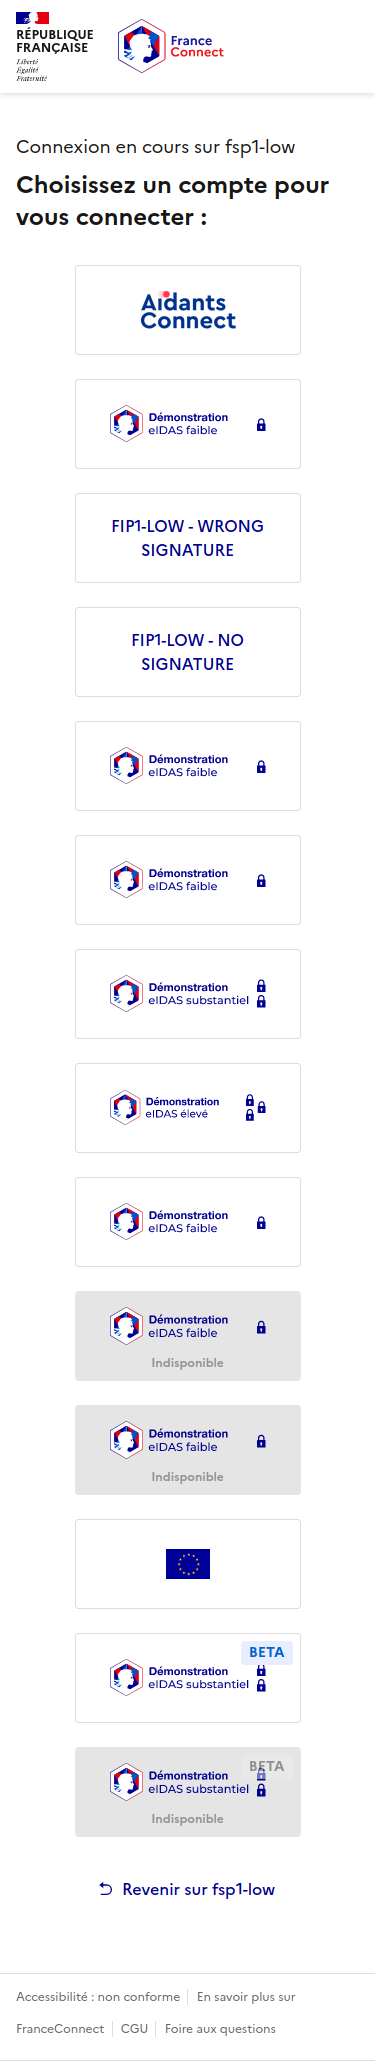 RÉPUBLIQUE
FRANÇAISE
Liberté
Égalité
Fraternité
France
Connect
Connexion en cours sur fsp1-low
Choisissez un compte pour
vous connecter :
Aidants
Connect
Démonstration
eIDAS faible
FIP1-LOW - WRONG
SIGNATURE
FIP1-LOW - NO
SIGNATURE
Démonstration
eIDAS faible
Démonstration
eIDAS faible
Démonstration
eIDAS substantiel
Démonstration
eIDAS élevé
Démonstration
eIDAS faible
Démonstration
eIDAS faible
Indisponible
Démonstration
eIDAS faible
Indisponible
BETA
Démonstration
eIDAS substantiel
BETA
Démonstration
eIDAS substantiel
Indisponible
Revenir sur fsp1-low
Accessibilité : non conforme
En savoir plus sur
FranceConnect
CGU
Foire aux questions